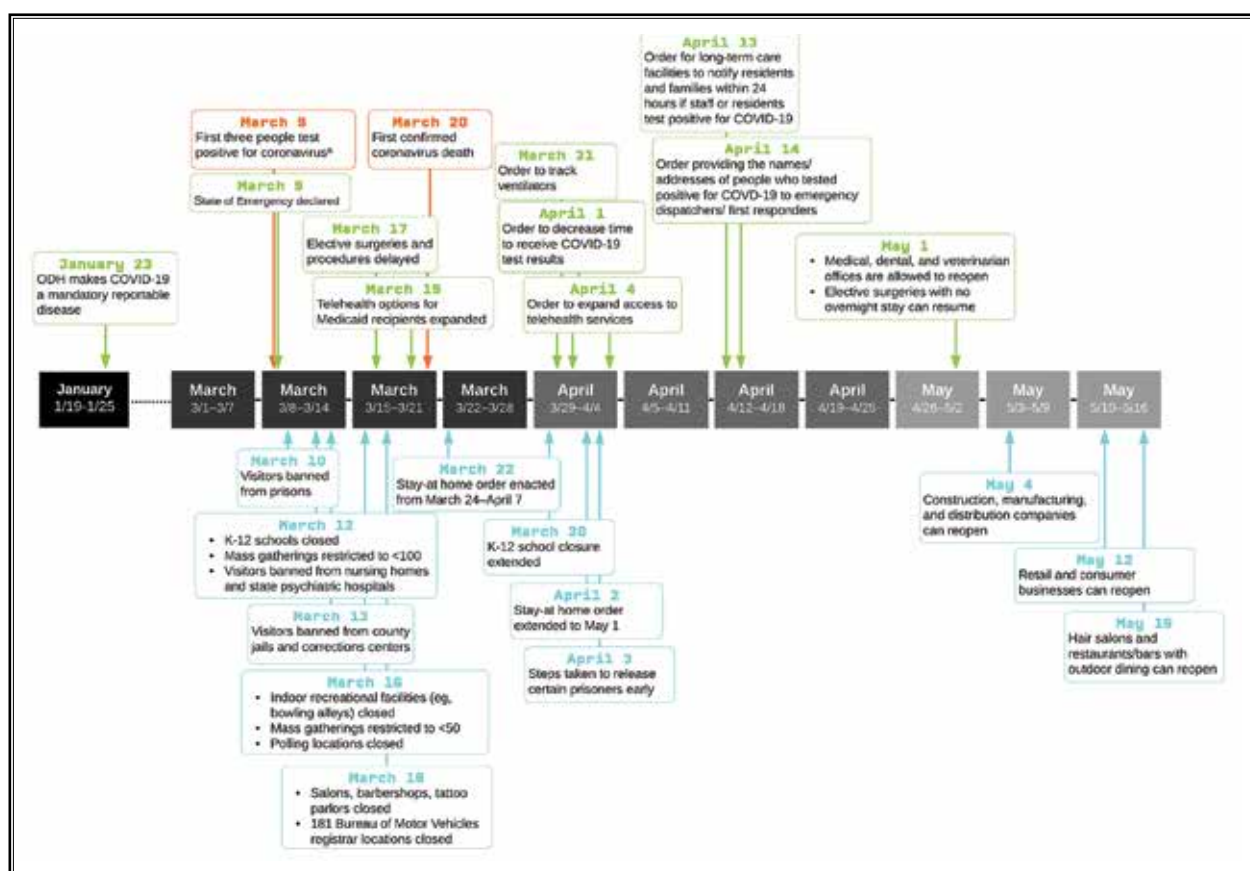 April 13
Order for long-term care
facilities to notify residents
and families within 24
hours if staff or residents
test positive for COVID-19
March 9
First three people test
positive for coronavirus
March 20
First confirmed
coronavirus death
March 31
Order to track
ventilators
April 14
Order providing the names/
addresses of people who tested
positive for COVD-19 to emergency
dispatchers/ first responders
March 9
State of Emergency declared
April 1
Order to decrease time
to receive COVID-19
test results
March 17
Elective surgeries and
procedures delayed
May 1
• Medical, dental, and veterinarian
offices are allowed to reopen
• Elective surgeries with no
overnight stay can resume
January 23
ODH makes COVID-19
a mandatory reportable
disease
March 19
Telehealth options for
Medicaid recipients expanded
April 4
Order to expand access to
telehealth services
January
1/19-1/25
March
3/1–3/7
March
3/8–3/14
March
3/15–3/21
March
3/22–3/28
April
3/29–4/4
April
4/5–4/11
April
4/12–4/18
April
4/19–4/25
May
4/26–5/2
May
5/3–5/9
May
5/10–5/16
March 10
Visitors banned
from prisons
March 22
Stay-at home order enacted
from March 24–April 7
May 4
Construction, manufacturing,
and distribution companies
can reopen
March 12
• K-12 schools closed
• Mass gatherings restricted to <100
• Visitors banned from nursing homes
and state psychiatric hospitals
March 30
K-12 school closure
extended
May 12
Retail and consumer
businesses can reopen
April 2
Stay-at home order
extended to May 1
March 13
Visitors banned from county
jails and corrections centers
May 15
Hair salons and
restaurants/bars with
outdoor dining can reopen
April 3
Steps taken to release
certain prisoners early
March 16
• Indoor recreational facilities (eg,
bowling alleys) closed
• Mass gatherings restricted to <50
• Polling locations closed
March 18
• Salons, barbershops, tattoo
parlors closed
• 181 Bureau of Motor Vehicles
registrar locations closed